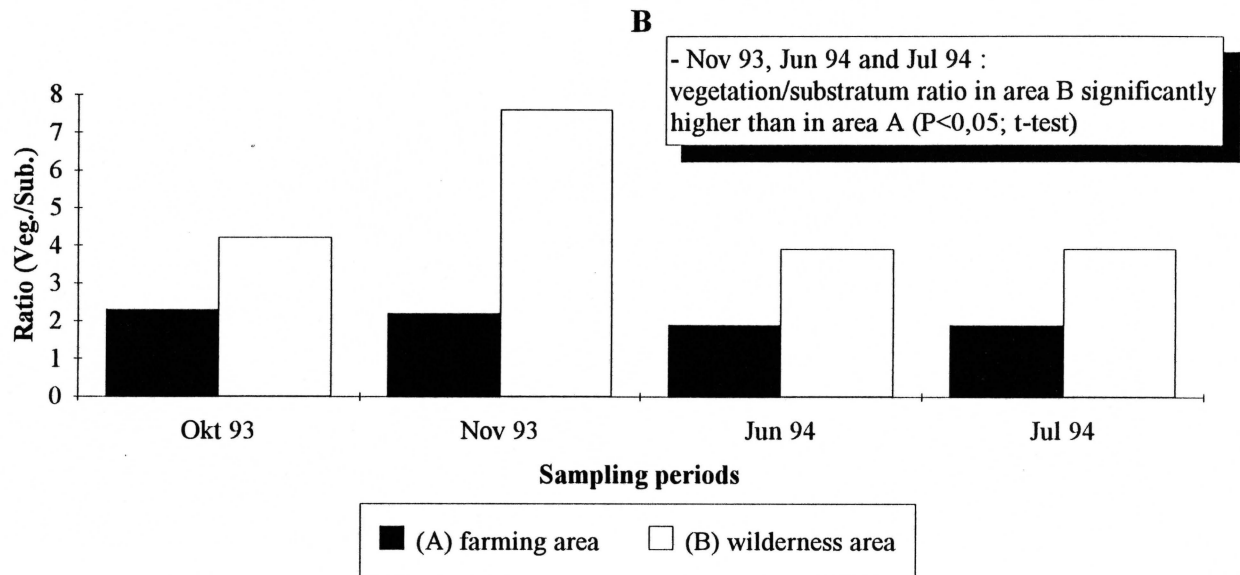 B
- Nov 93, Jun 94 and Jul 94 :
vegetation/substratum ratio in area B significantly
higher than in area A (P<0,05; t-test)
Ratio (Veg./Sub.)
8
7
6
5
4
3
2
1
0
Okt 93 Nov 93 Jun 94 Jul 94
Sampling periods
(A) farming area (B) wilderness area